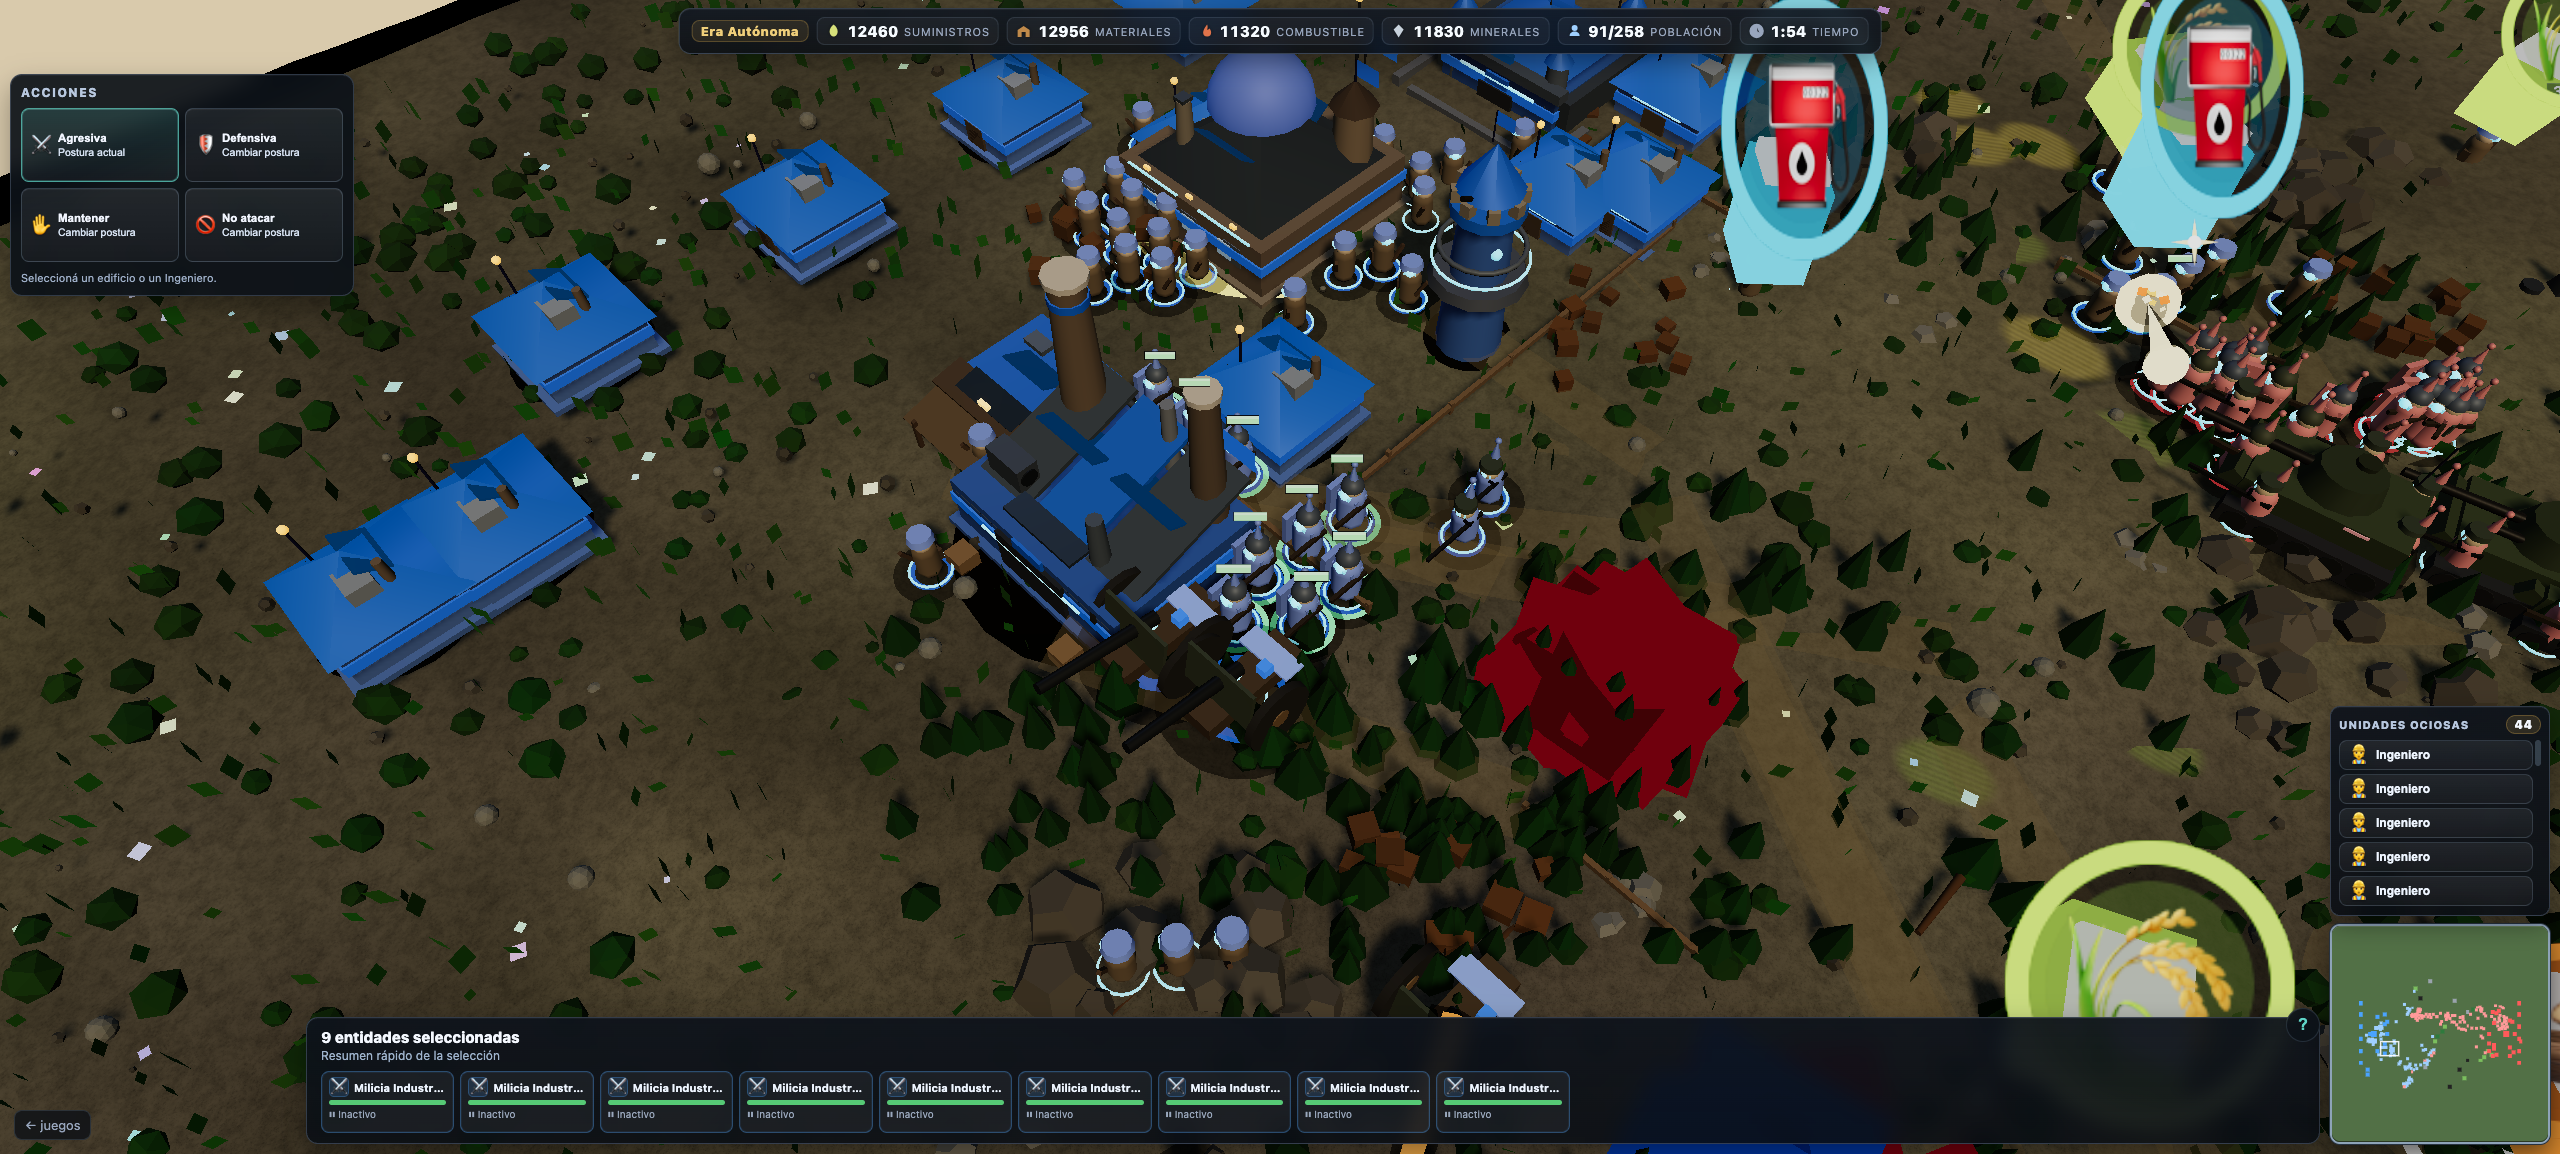 Era Autónoma
12460 SUMINISTROS
12956 MATERIALES
11320 COMBUSTIBLE
11830 MINERALES
91/258 POBLACIÓN
1:54 TIEMPO
ACCIONES
Agresiva
Postura actual
Defensiva
Cambiar postura
Mantener
Cambiar postura
No atacar
Cambiar postura
Seleccioná un edificio o un Ingeniero.
UNIDADES OCIOSAS 44
Ingeniero
Ingeniero
Ingeniero
Ingeniero
Ingeniero
9 entidades seleccionadas
Resumen rápido de la selección
?
Milicia Industr...
Inactivo
Milicia Industr...
Inactivo
Milicia Industr...
Inactivo
Milicia Industr...
Inactivo
Milicia Industr...
Inactivo
Milicia Industr...
Inactivo
Milicia Industr...
Inactivo
Milicia Industr...
Inactivo
Milicia Industr...
Inactivo
← juegos